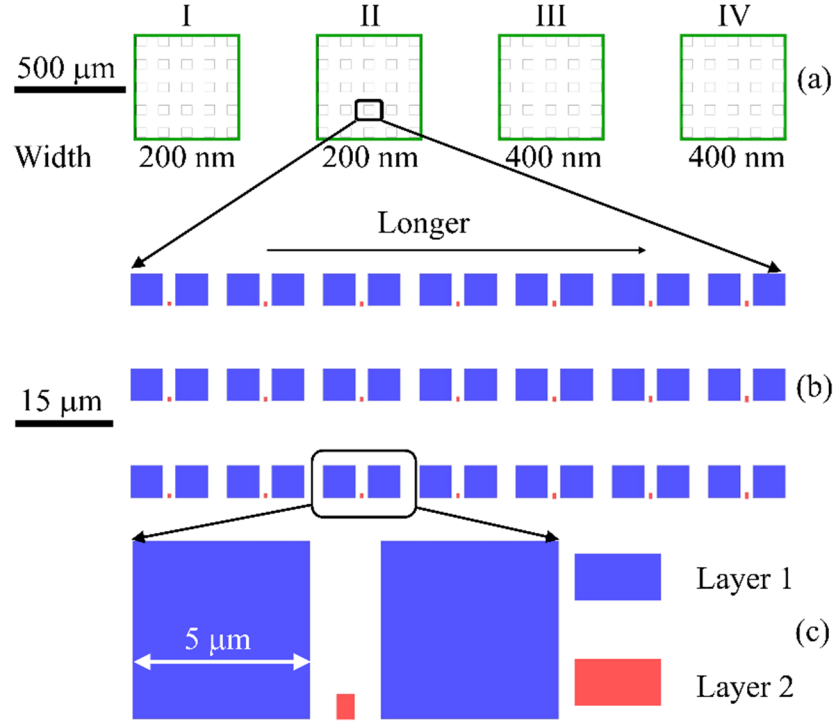 I II III IV
500 μm
(a)
Width 200 nm 200 nm 400 nm 400 nm
Longer
15 μm
(b)
5 μm
Layer 1
(c)
Layer 2